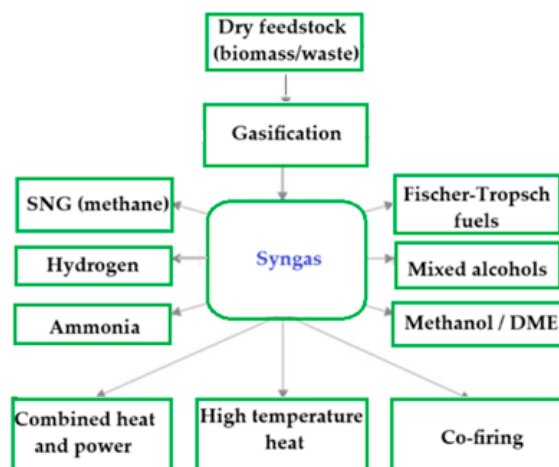 Dry feedstock
(biomass/waste)
Gasification
SNG (methane)
Fischer-Tropsch
fuels
Syngas
Hydrogen
Mixed alcohols
Ammonia
Methanol / DME
Combined heat
and power
High temperature
heat
Co-firing